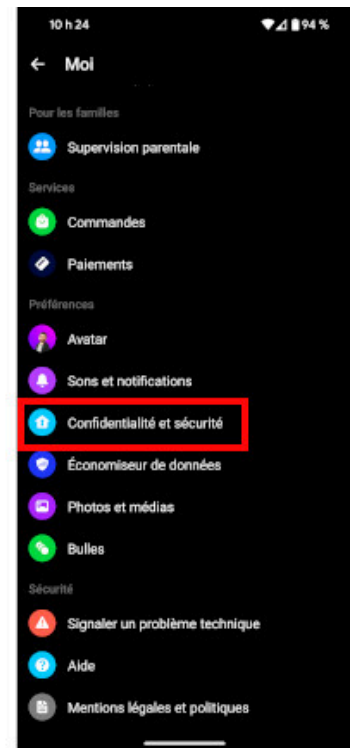 10 h 24 94 %
Moi
Pour les familles
Supervision parentale
Services
Commandes
Paiements
Préférences
Avatar
Sons et notifications
Confidentialité et sécurité
Économiseur de données
Photos et médias
Bulles
Sécurité
Signaler un problème technique
Aide
Mentions légales et politiques